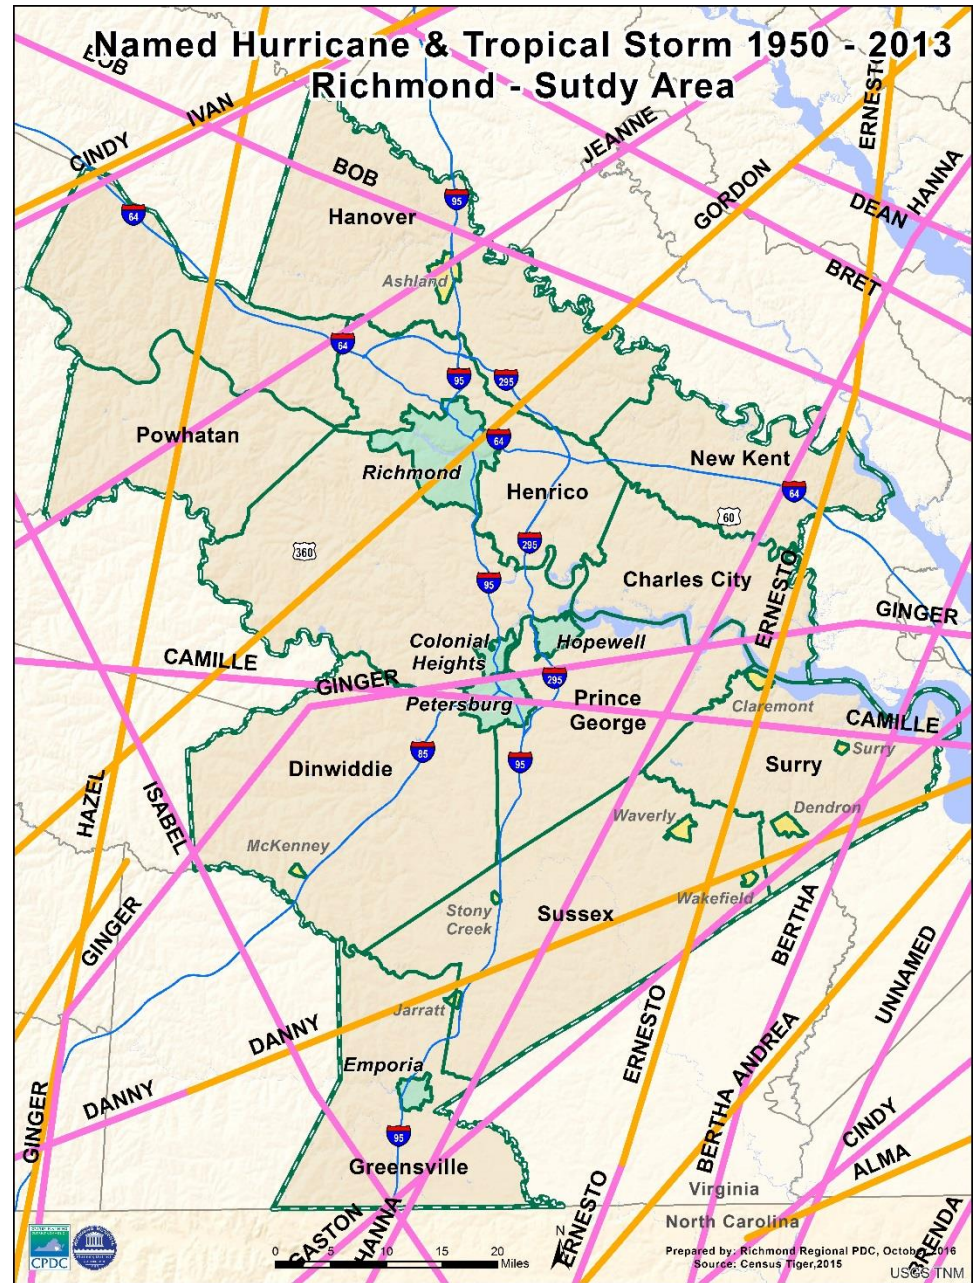 Named Hurricane & Tropical Storm 1950 - 2013
Richmond - Sutdy Area
BOB
IVAN
CINDY
ERNESTO
JEANNE
BOB
64
95
Hanover
GORDON
HANNA
DEAN
BRET
Ashland
64
95
295
Powhatan
64
Richmond
New Kent
Henrico
64
60
360
295
95
Charles City
ERNESTO
GINGER
Colonial
Heights
Hopewell
CAMILLE
GINGER
295
Petersburg
Prince
George
Claremont
CAMILLE
85
95
Surry
Surry
Dinwiddie
HAZEL
ISABEL
Waverly
Dendron
McKenney
Wakefield
GINGER
Stony
Creek
Sussex
BERTHA
UNNAMED
Jarratt
DANNY
ERNESTO
ANDREA
Emporia
DANNY
GINGER
BERTHA
CINDY
95
ALMA
Greensville
Virginia
North Carolina
ERNESTO
GASTON
HANNA
BRENDA
CPDC
0 5 10 20
Miles
N
Prepared by: Richmond Regional PDC, October 2016
Source: Census Tiger,2015
USGS TNM